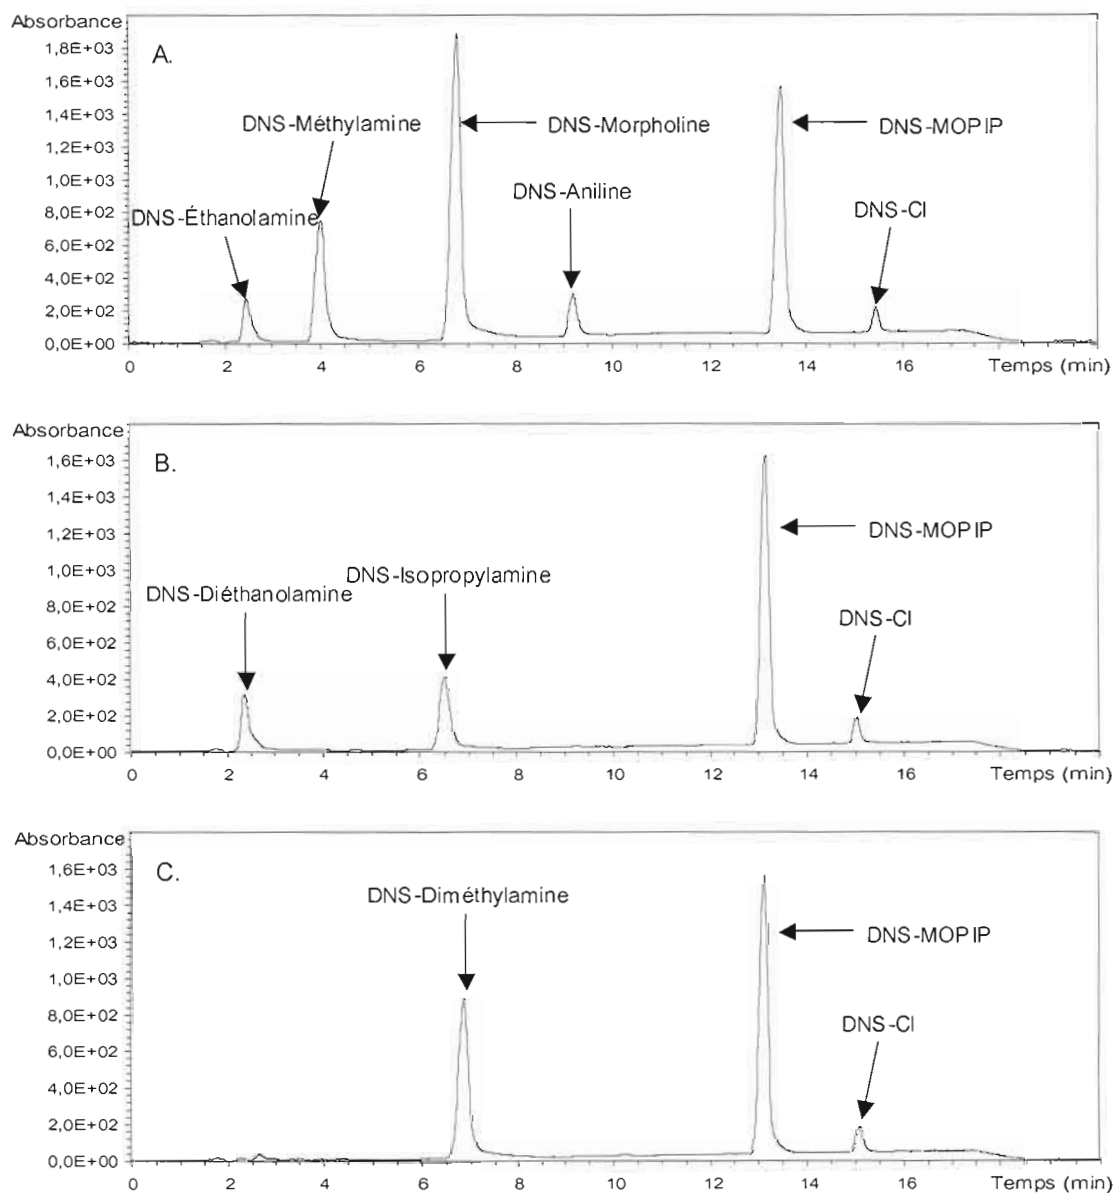 Absorbance
A.
1,8E+03
1,6E+03
1,4E+03
1,2E+03
1,0E+03
8,0E+02
6,0E+02
4,0E+02
2,0E+02
0,0E+00
DNS-Éthanolamine
DNS-Méthylamine
DNS-Morpholine
DNS-Aniline
DNS-MOPIP
DNS-Cl
0 2 4 6 8 10 12 14 16 Temps (min)
Absorbance
B.
1,6E+03
1,4E+03
1,2E+03
1,0E+03
8,0E+02
6,0E+02
4,0E+02
2,0E+02
0,0E+00
DNS-Diéthanolamine
DNS-Isopropylamine
DNS-MOPIP
DNS-Cl
0 2 4 6 8 10 12 14 16 Temps (min)
Absorbance
C.
1,6E+03
1,4E+03
1,2E+03
1,0E+03
8,0E+02
6,0E+02
4,0E+02
2,0E+02
0,0E+00
DNS-Diméthylamine
DNS-MOPIP
DNS-Cl
0 2 4 6 8 10 12 14 16 Temps (min)